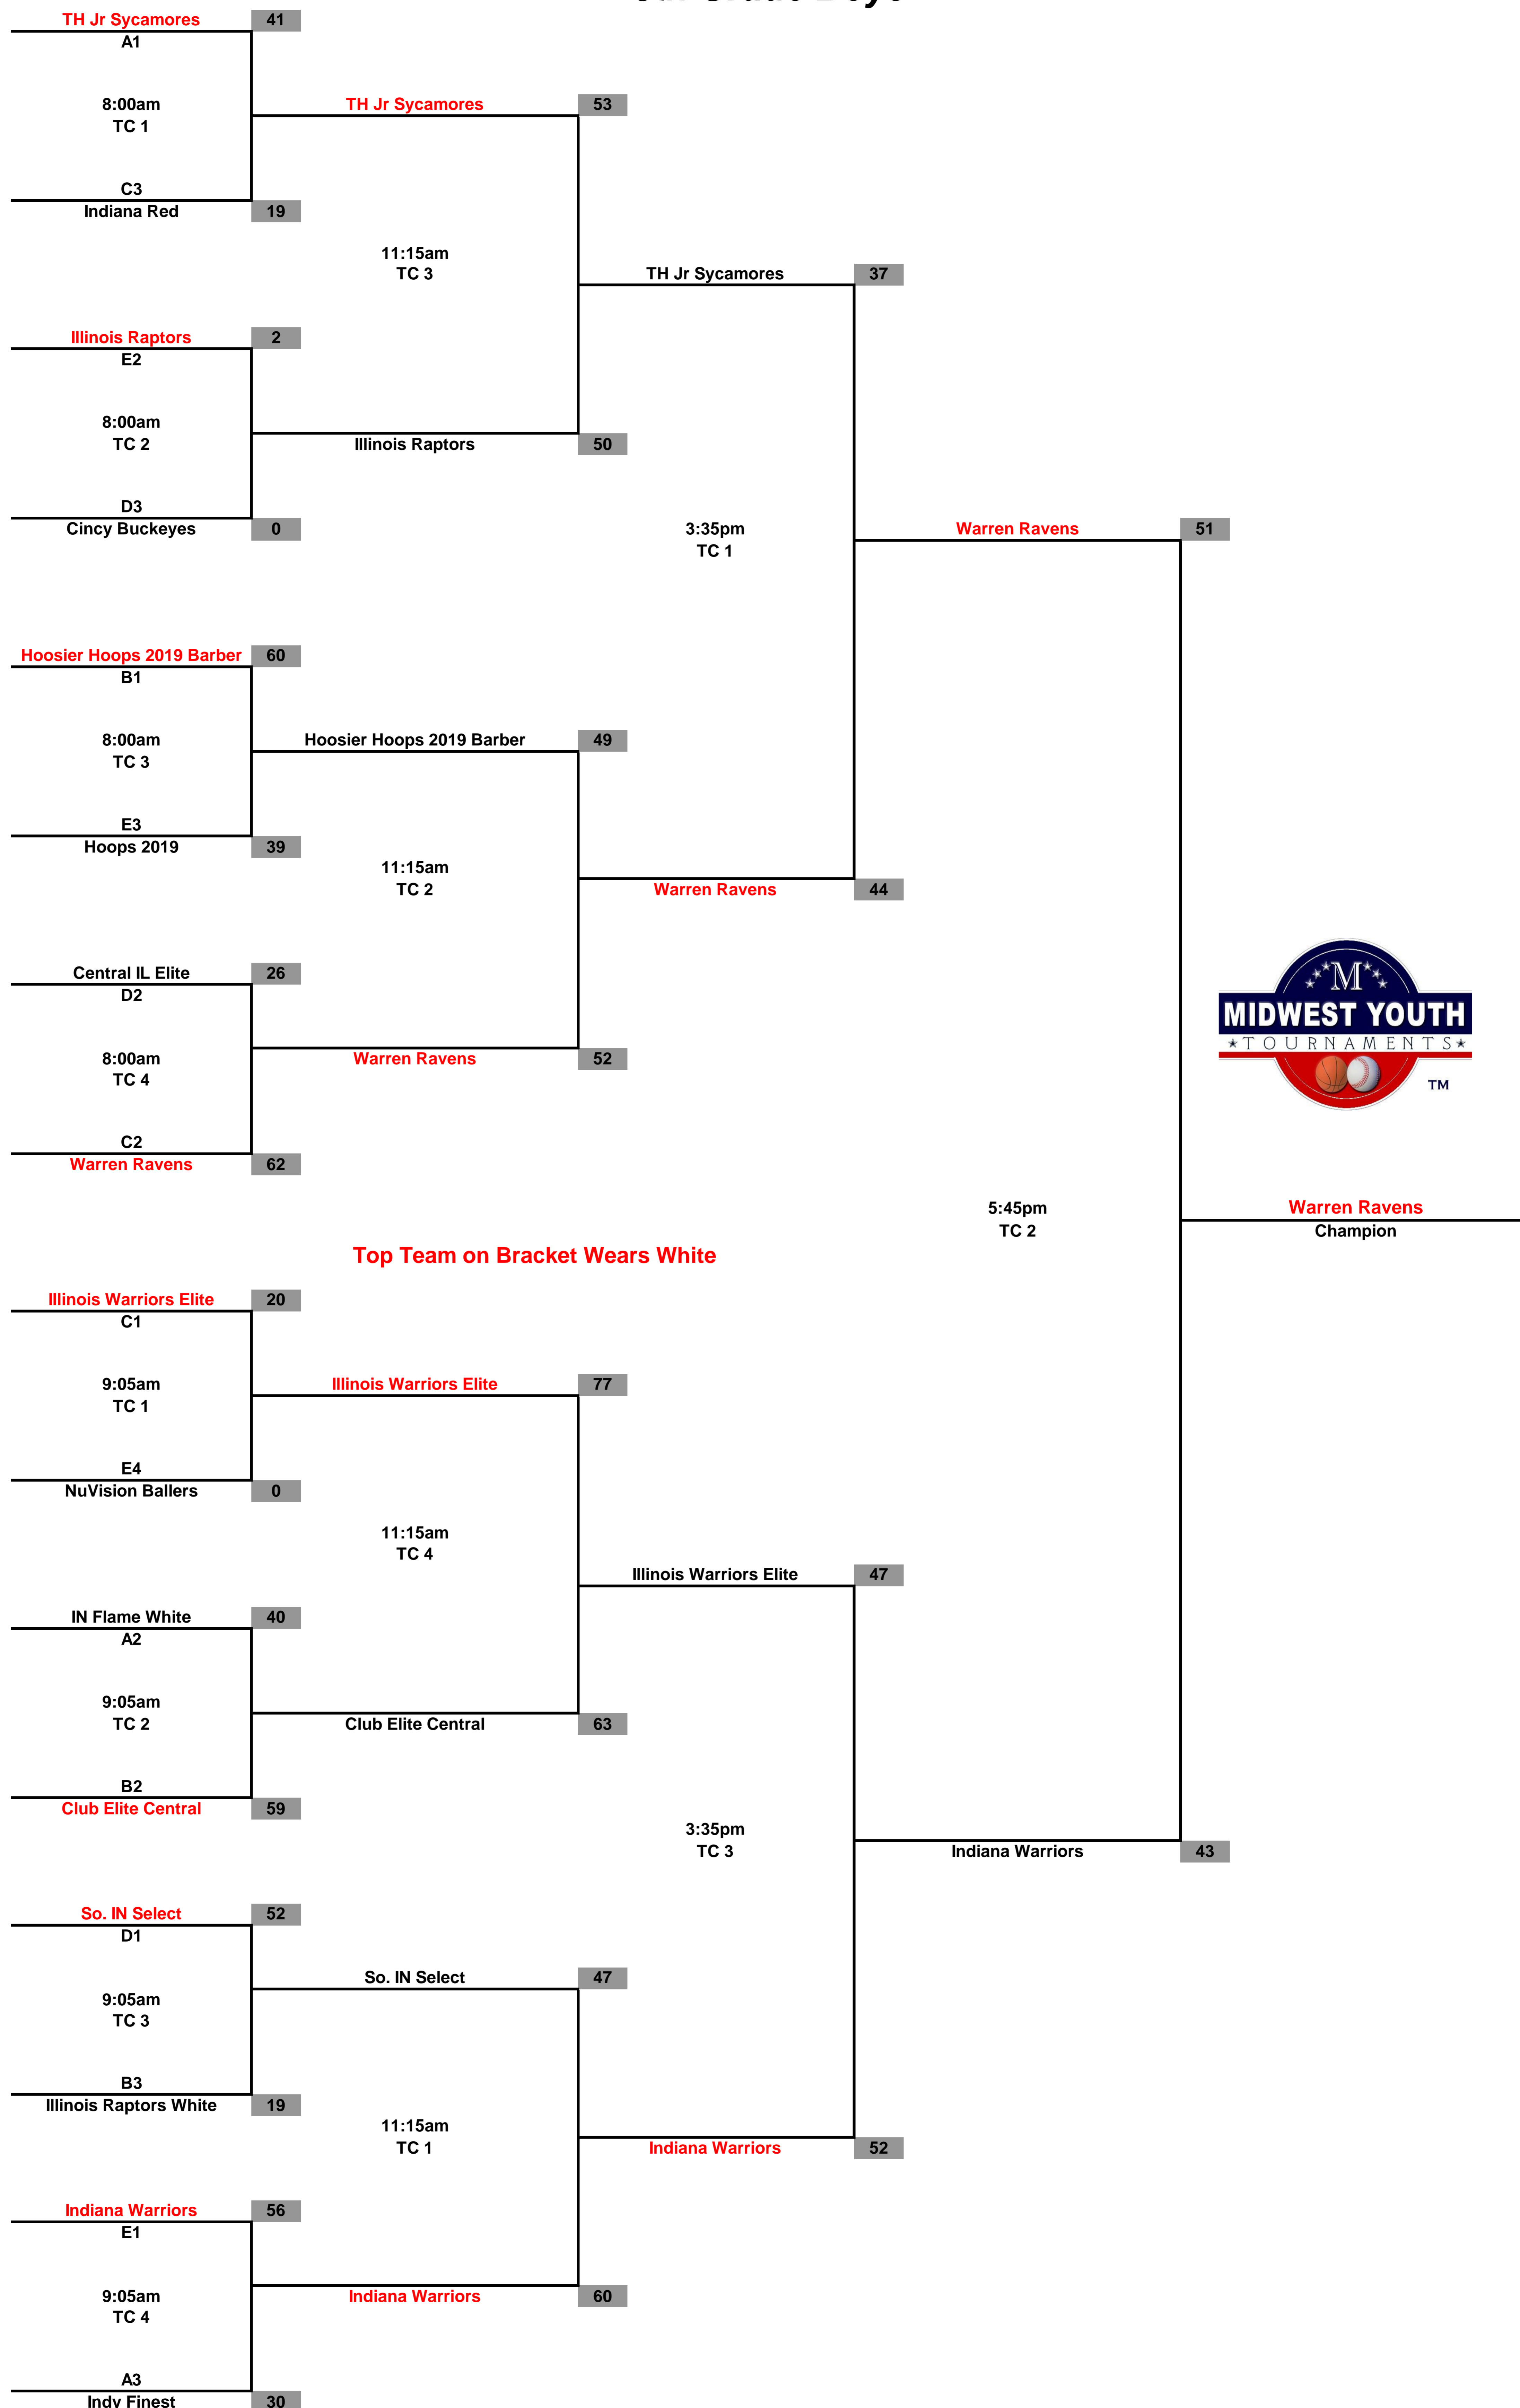 TH Jr Sycamores 41
A1
8:00am
TC 1
C3
Indiana Red 19
TH Jr Sycamores 53
11:15am
TC 3
Illinois Raptors 2
E2
8:00am
TC 2
D3
Cincy Buckeyes 0
Illinois Raptors 50
TH Jr Sycamores 37
3:35pm
TC 1
Hoosier Hoops 2019 Barber 60
B1
8:00am
TC 3
E3
Hoops 2019 39
Hoosier Hoops 2019 Barber 49
11:15am
TC 2
Central IL Elite 26
D2
8:00am
TC 4
C2
Warren Ravens 62
Warren Ravens 52
Warren Ravens 44
Warren Ravens 51
M
MIDWEST YOUTH
★TOURNAMENTS★
TM
5:45pm
TC 2
Warren Ravens
Champion
Top Team on Bracket Wears White
Illinois Warriors Elite 20
C1
9:05am
TC 1
E4
NuVision Ballers 0
Illinois Warriors Elite 77
11:15am
TC 4
IN Flame White 40
A2
9:05am
TC 2
B2
Club Elite Central 59
Club Elite Central 63
Illinois Warriors Elite 47
3:35pm
TC 3
Indiana Warriors 43
So. IN Select 52
D1
9:05am
TC 3
B3
Illinois Raptors White 19
So. IN Select 47
11:15am
TC 1
Indiana Warriors 52
Indiana Warriors 56
E1
9:05am
TC 4
A3
Indy Finest 30
Indiana Warriors 60